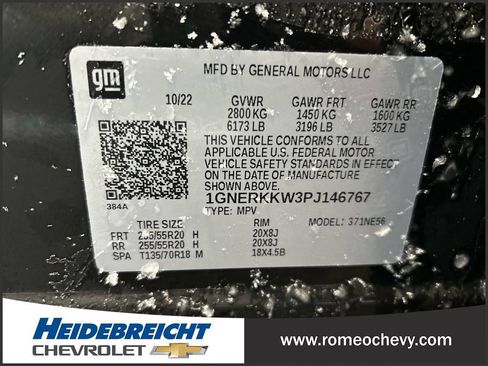 gm
MFD BY GENERAL MOTORS LLC
10/22 GVWR GAWR FRT GAWR RR
2800 KG 1450 KG 1600 KG
6173 LB 3196 LB 3527 LB
THIS VEHICLE CONFORMS TO ALL
APPLICABLE U.S. FEDERAL MOTOR
VEHICLE SAFETY STANDARDS IN EFFECT
ON THE DATE OF MANUFACTURE
SHOWN ABOVE.
1GNERKKW3PJ146767
384A
TYPE: MPV MODEL: 371NE56
TIRE SIZE RIM
FRT 255/55R20 H 20X8J
RR 255/55R20 H 20X8J
SPA T135/70R18 M 18X4.5B
HEIDEBREICHT
CHEVROLET
www.romeochevy.com